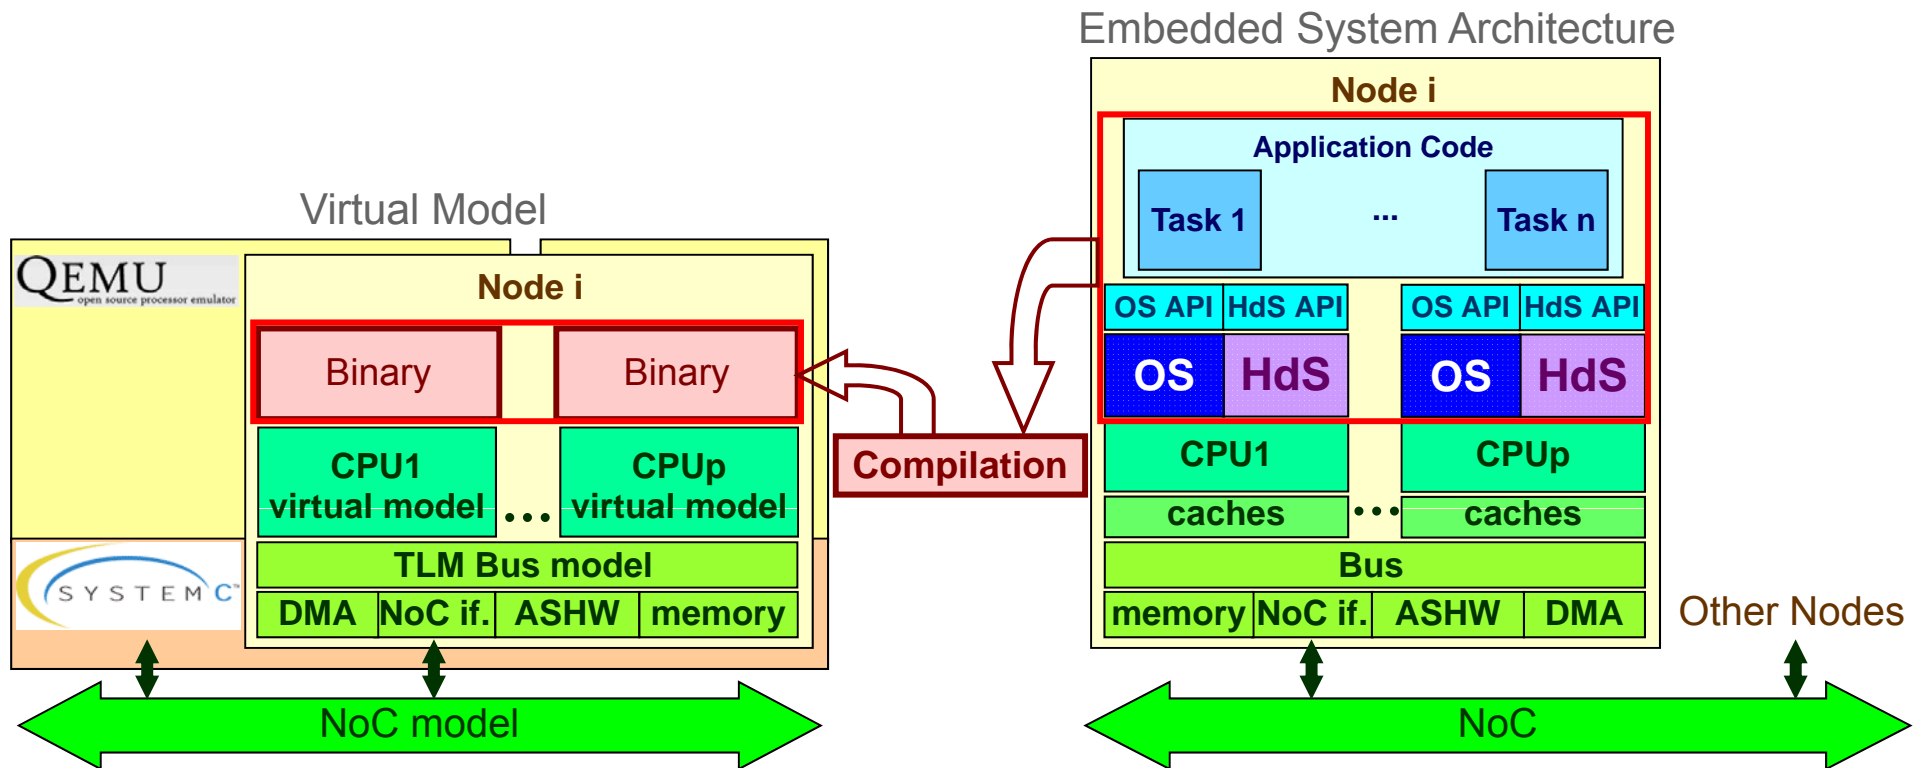 Embedded System Architecture
Node i
Application Code
Task 1
...
Task n
OS API
HdS API
OS API
HdS API
OS
HdS
OS
HdS
CPU1
CPUp
caches
...
caches
Bus
memory
NoC if.
ASHW
DMA
Other Nodes
NoC
Virtual Model
QEMU
open source processor emulator
Node i
Binary
Binary
CPU1
virtual model
...
CPUp
virtual model
Compilation
SYSTEMC™
TLM Bus model
DMA
NoC if.
ASHW
memory
NoC model